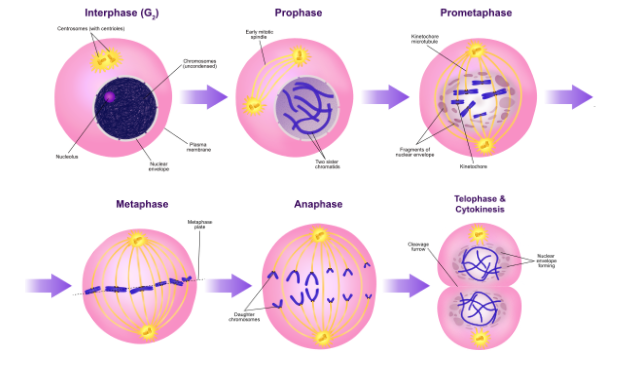 Interphase (G₂)
Centrosomes (with centrioles)
Chromosomes
(uncondensed)
Nucleolus
Nuclear
envelope
Plasma
membrane
Prophase
Early mitotic
spindle
Two sister
chromatids
Prometaphase
Kinetochore
microtubule
Fragments of
nuclear envelope
Kinetochore
Metaphase
Metaphase
plate
Anaphase
Daughter
chromosomes
Telophase &
Cytokinesis
Cleavage
furrow
Nuclear
envelope
forming